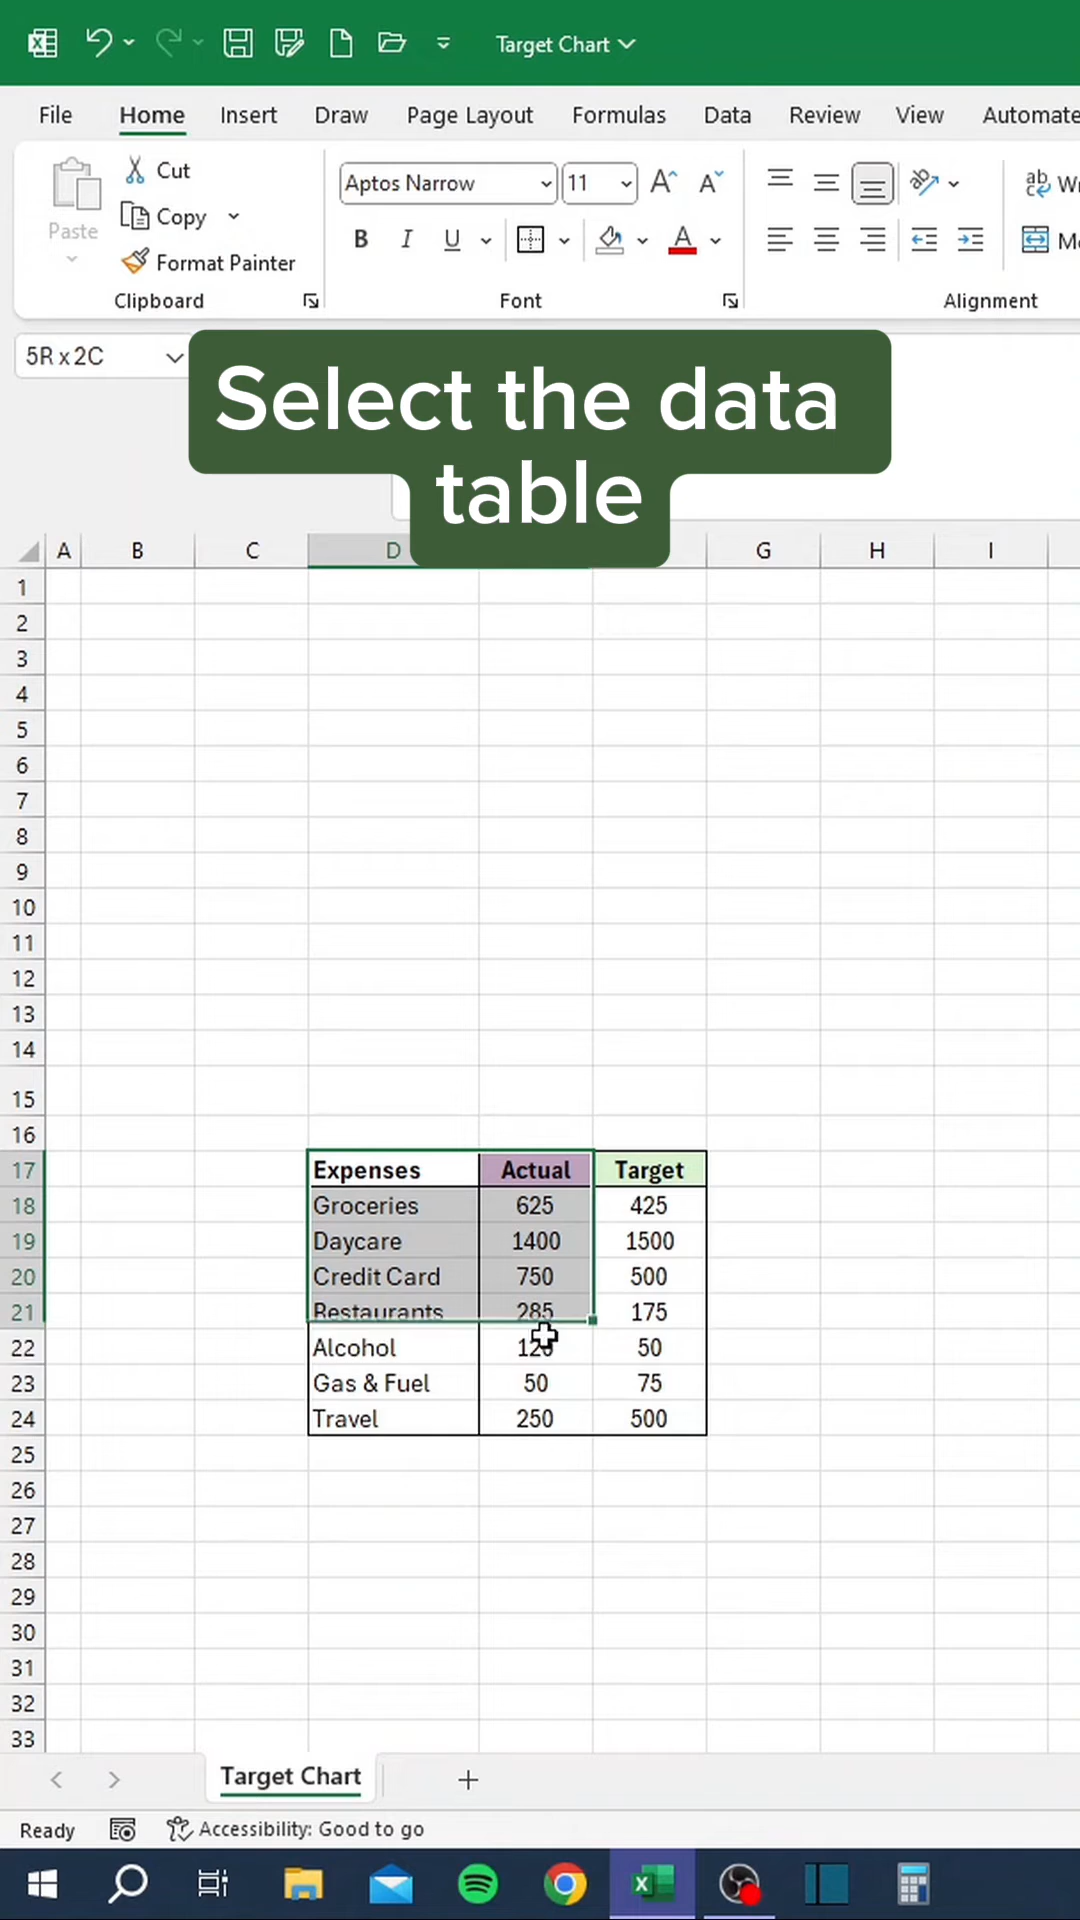 Target Chart
File Home Insert Draw Page Layout Formulas Data Review View Automate
Paste
Cut
Copy
Format Painter
Clipboard
Aptos Narrow 11
B I U
Font
Alignment
5R x 2C
Select the data
table
A B C D G H I
1
2
3
4
5
6
7
8
9
10
11
12
13
14
15
16
17 Expenses Actual Target
18 Groceries 625 425
19 Daycare 1400 1500
20 Credit Card 750 500
21 Restaurants 285 175
22 Alcohol 120 50
23 Gas & Fuel 50 75
24 Travel 250 500
25
26
27
28
29
30
31
32
33
Target Chart
Ready Accessibility: Good to go